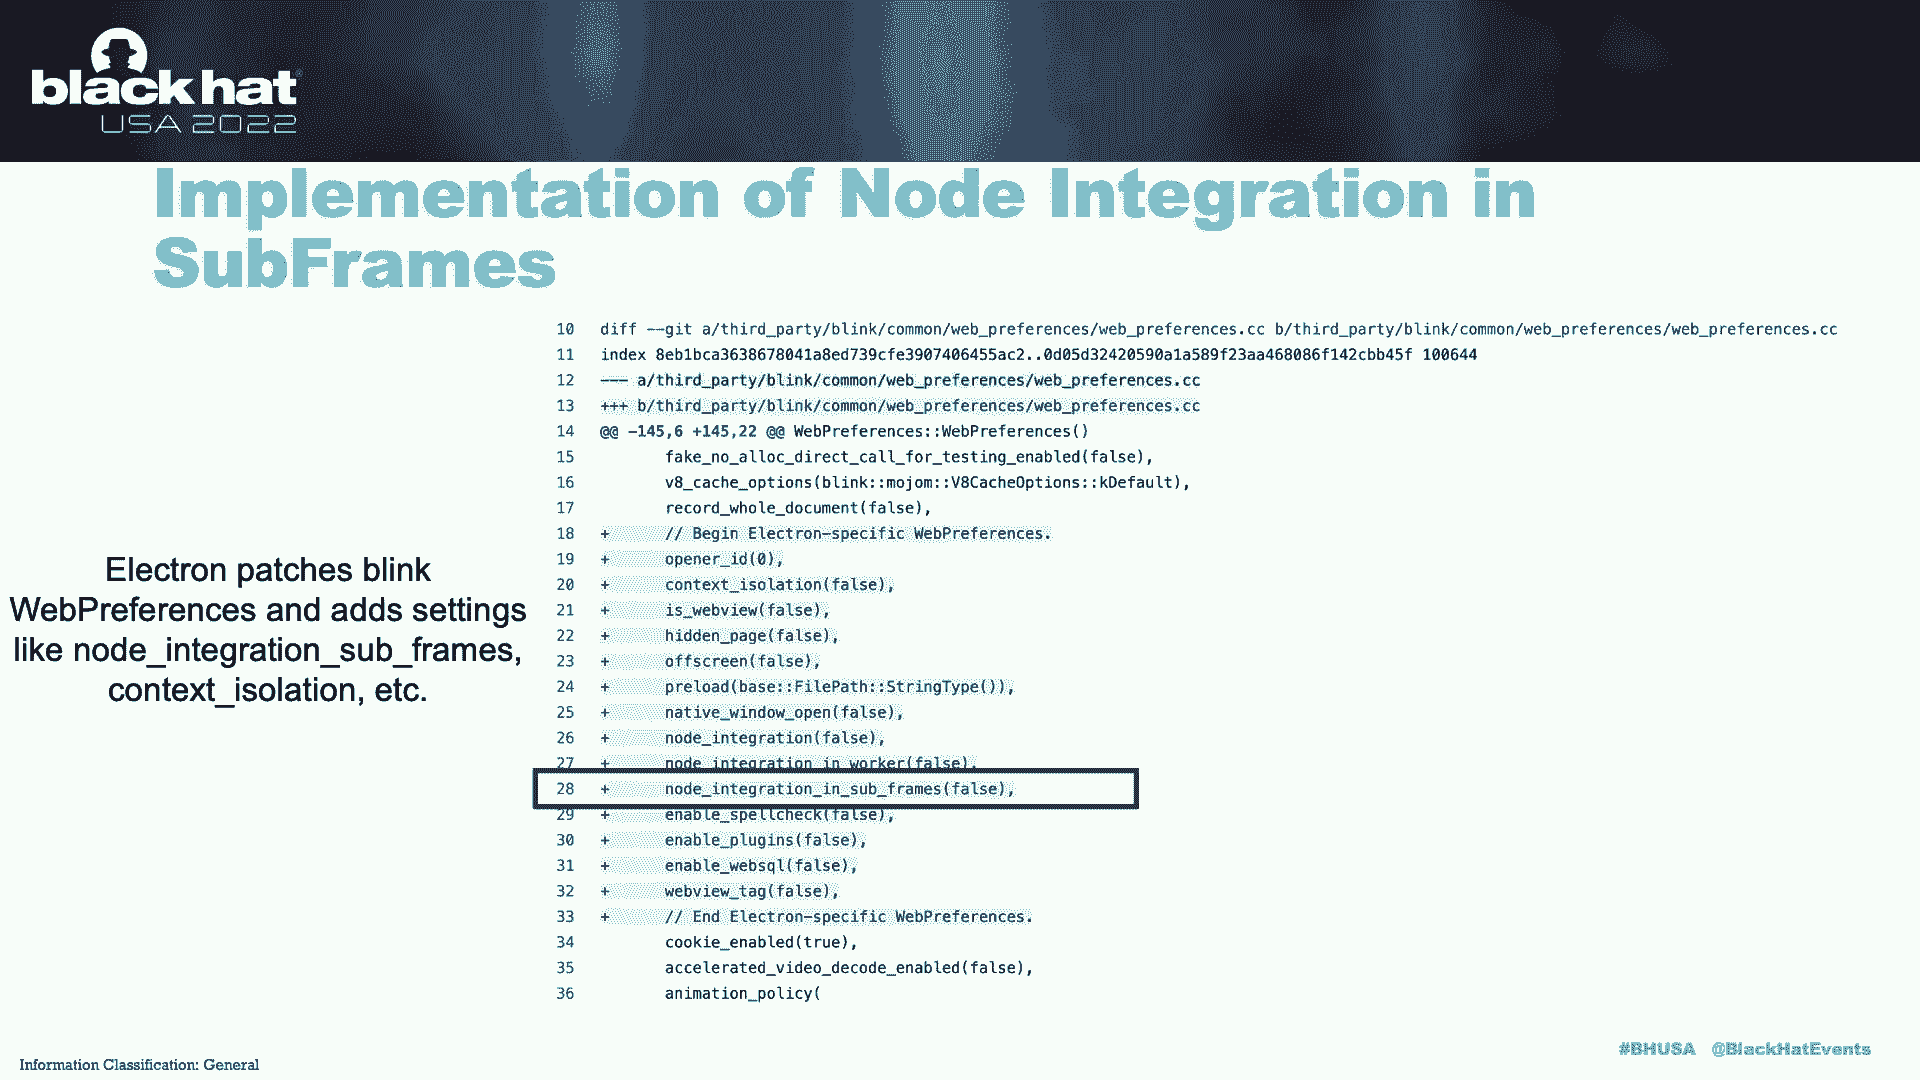 black hat
USA 2022
Implementation of Node Integration in
SubFrames
Electron patches blink
WebPreferences and adds settings
like node_integration_sub_frames,
context_isolation, etc.
10 diff --git a/third_party/blink/common/web_preferences/web_preferences.cc b/third_party/blink/common/web_preferences/web_preferences.cc
11 index 8eb1bca3638678041a8ed739cfe3907406455ac2..0d05d32420590a1a589f23aa468086f142cbb45f 100644
12 --- a/third_party/blink/common/web_preferences/web_preferences.cc
13 +++ b/third_party/blink/common/web_preferences/web_preferences.cc
14 @@ -145,6 +145,22 @@ WebPreferences::WebPreferences()
15 fake_no_alloc_direct_call_for_testing_enabled(false),
16 v8_cache_options(blink::mojom::V8CacheOptions::kDefault),
17 record_whole_document(false),
18 + // Begin Electron-specific WebPreferences.
19 + opener_id(0),
20 + context_isolation(false),
21 + is_webview(false),
22 + hidden_page(false),
23 + offscreen(false),
24 + preload(base::FilePath::StringType()),
25 + native_window_open(false),
26 + node_integration(false),
27 + node_integration_in_worker(false),
28 + node_integration_in_sub_frames(false),
29 + enable_spellcheck(false),
30 + enable_plugins(false),
31 + enable_websql(false),
32 + webview_tag(false),
33 + // End Electron-specific WebPreferences.
34 cookie_enabled(true),
35 accelerated_video_decode_enabled(false),
36 animation_policy(
#BHUSA @BlackHatEvents
Information Classification: General